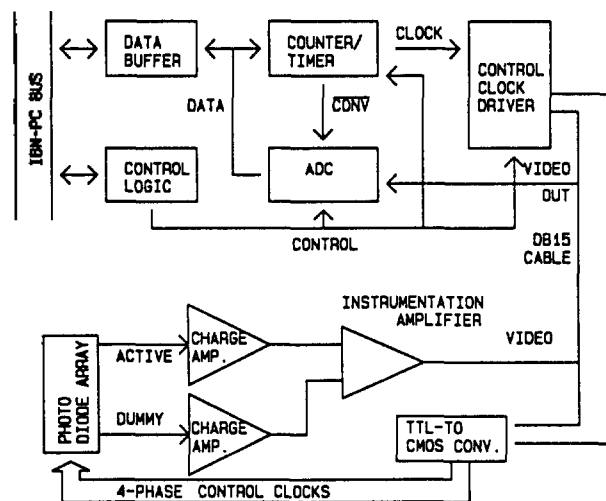 IBM-PC BUS
DATA
BUFFER
COUNTER/
TIMER
CLOCK
CONTROL
CLOCK
DRIVER
DATA
CONV
CONTROL
LOGIC
ADC
VIDEO
OUT
CONTROL
DB15
CABLE
INSTRUMENTATION
AMPLIFIER
PHOTO
DIODE ARRAY
ACTIVE
CHARGE
AMP.
VIDEO
DUMMY
CHARGE
AMP.
TTL-TO
CMOS CONV.
4-PHASE CONTROL CLOCKS